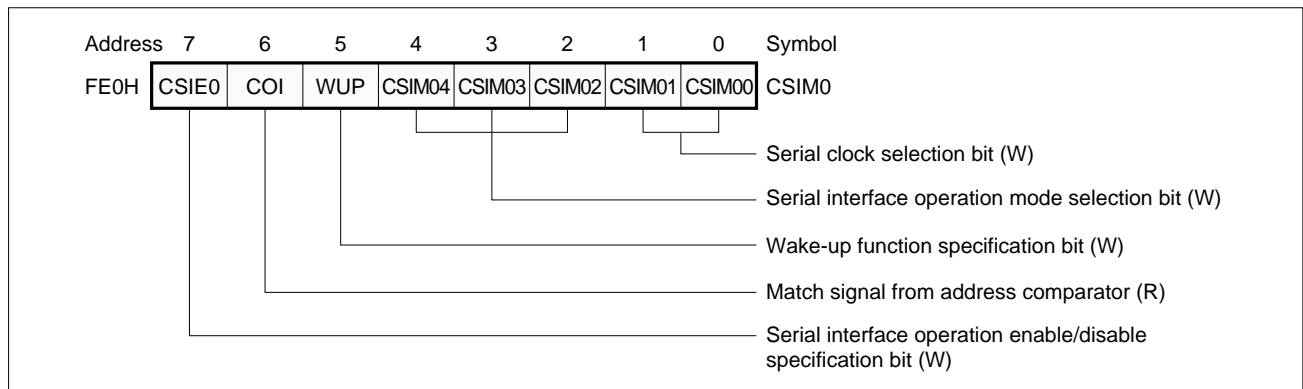 Address 7 6 5 4 3 2 1 0 Symbol
FE0H CSIE0 COI WUP CSIM04 CSIM03 CSIM02 CSIM01 CSIM00 CSIM0
Serial clock selection bit (W)
Serial interface operation mode selection bit (W)
Wake-up function specification bit (W)
Match signal from address comparator (R)
Serial interface operation enable/disable
specification bit (W)